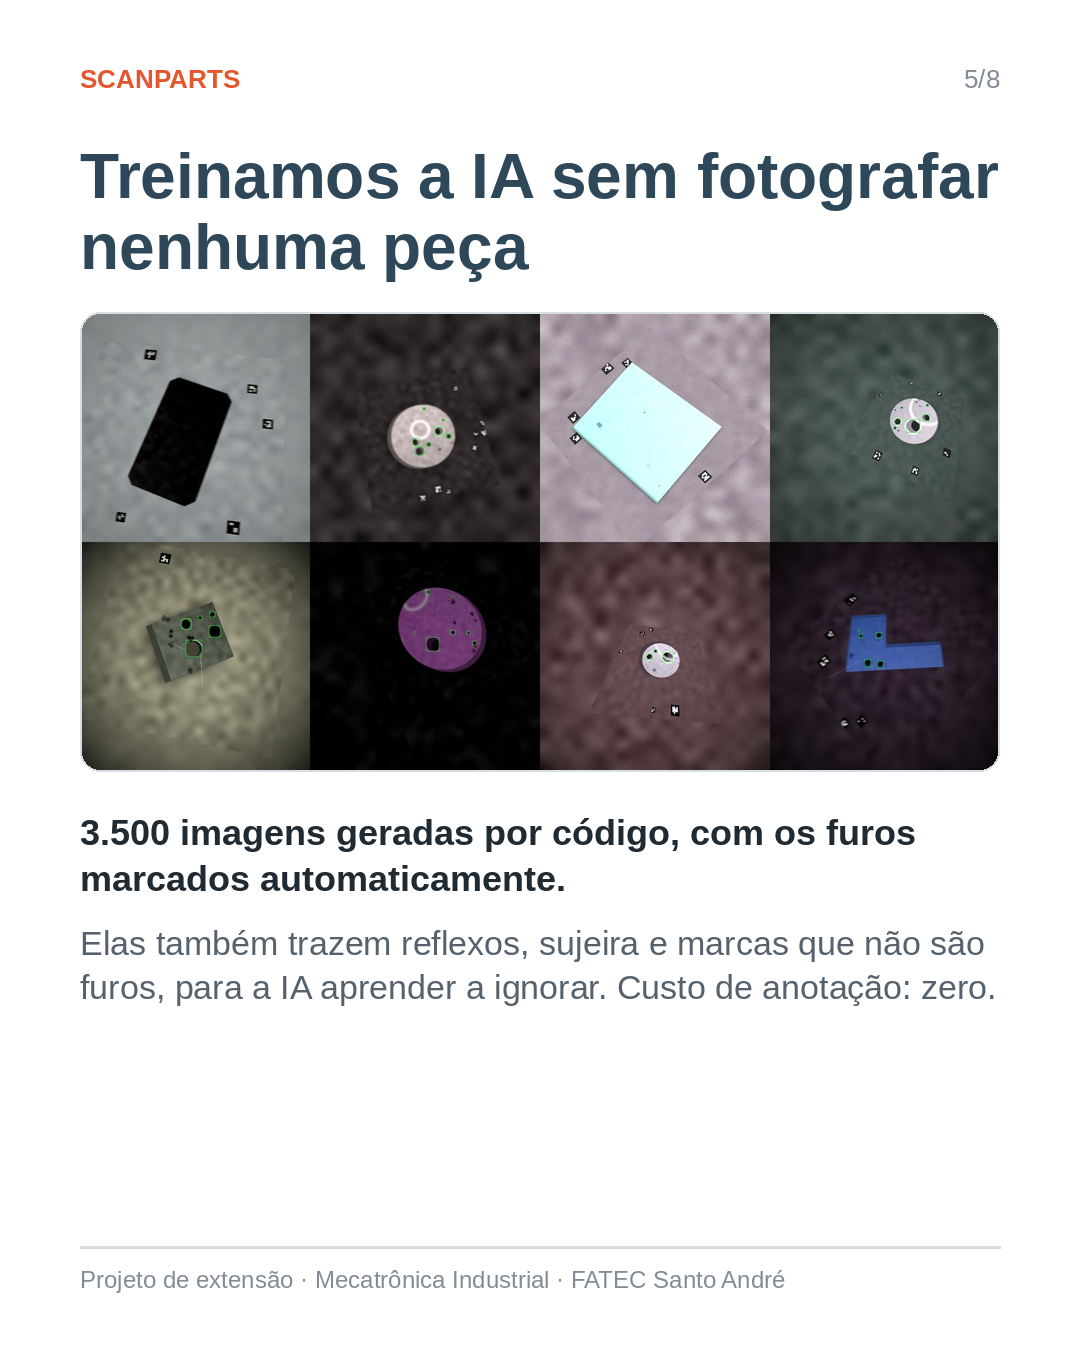 SCANPARTS
5/8
Treinamos a IA sem fotografar
nenhuma peça
3.500 imagens geradas por código, com os furos
marcados automaticamente.
Elas também trazem reflexos, sujeira e marcas que não são
furos, para a IA aprender a ignorar. Custo de anotação: zero.
Projeto de extensão · Mecatrônica Industrial · FATEC Santo André